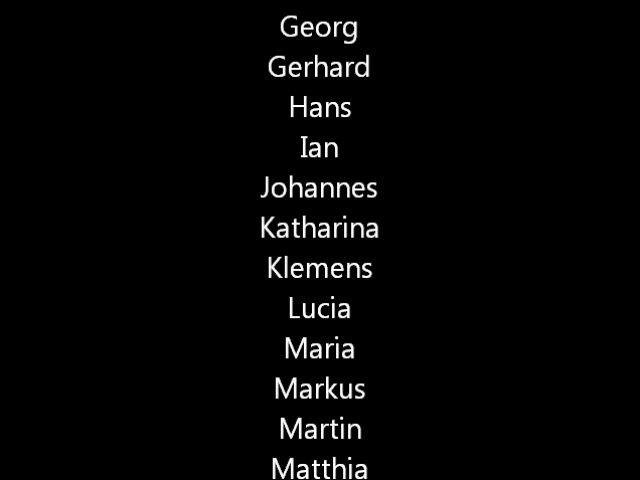 Georg
Gerhard
Hans
Ian
Johannes
Katharina
Klemens
Lucia
Maria
Markus
Martin
Matthia